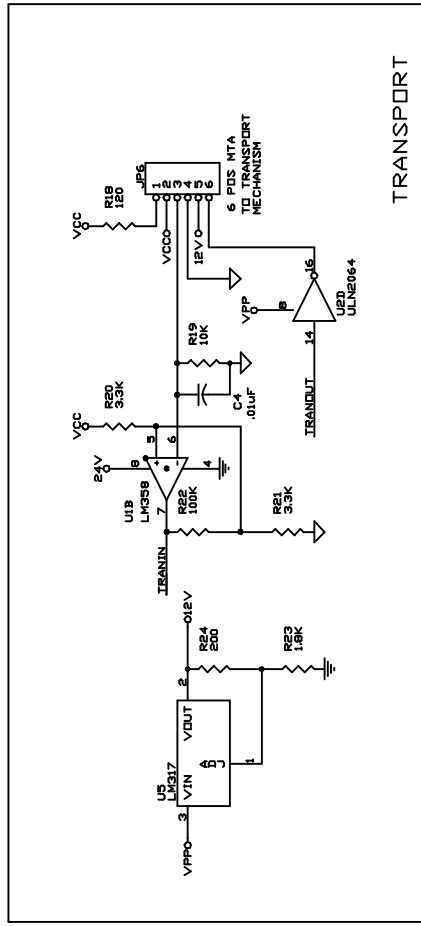 VPP
3
U5
LM317
VIN
VOUT
ADJ
2
1
12V
R24
200
R23
1.8K
TRANIN
U1B
LM358
7
24V
8
4
5
6
+
-
VCC
R20
3.3K
R22
100K
R21
3.3K
C4
.01uF
R19
10K
VCC
R18
120
JP6
1
2
3
4
5
6
VCC
12V
6 POS MTA
TO TRANSPORT
MECHANISM
TRANOUT
14
VPP
8
16
U2D
ULN2064
TRANSPORT